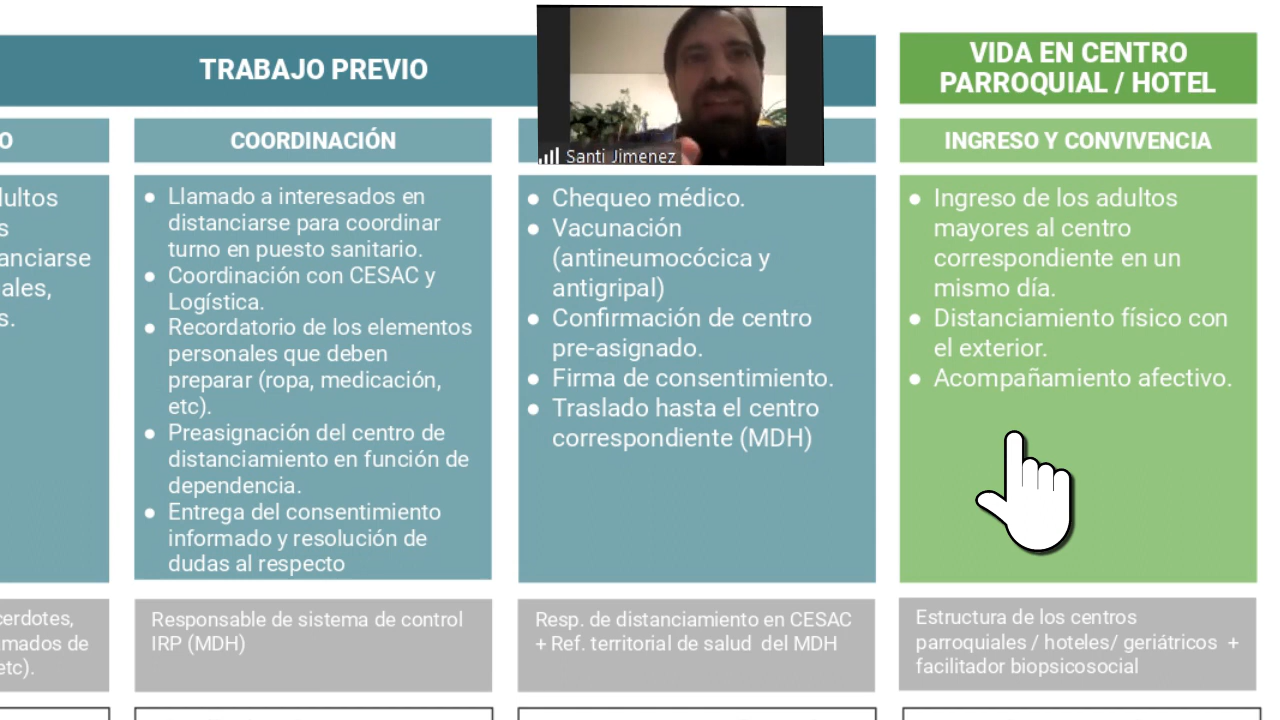 TRABAJO PREVIO
VIDA EN CENTRO
PARROQUIAL / HOTEL
O
COORDINACIÓN
Santi Jimenez
INGRESO Y CONVIVENCIA
dultos
s
anciarse
ales,
s.
● Llamado a interesados en
distanciarse para coordinar
turno en puesto sanitario.
● Coordinación con CESAC y
Logística.
● Recordatorio de los elementos
personales que deben
preparar (ropa, medicación,
etc).
● Preasignación del centro de
distanciamiento en función de
dependencia.
● Entrega del consentimiento
informado y resolución de
dudas al respecto
● Chequeo médico.
● Vacunación
(antineumocócica y
antigripal)
● Confirmación de centro
pre-asignado.
● Firma de consentimiento.
● Traslado hasta el centro
correspondiente (MDH)
● Ingreso de los adultos
mayores al centro
correspondiente en un
mismo día.
● Distanciamiento físico con
el exterior.
● Acompañamiento afectivo.
cerdotes,
amados de
etc).
Responsable de sistema de control
IRP (MDH)
Resp. de distanciamiento en CESAC
+ Ref. territorial de salud del MDH
Estructura de los centros
parroquiales / hoteles/ geriátricos +
facilitador biopsicosocial